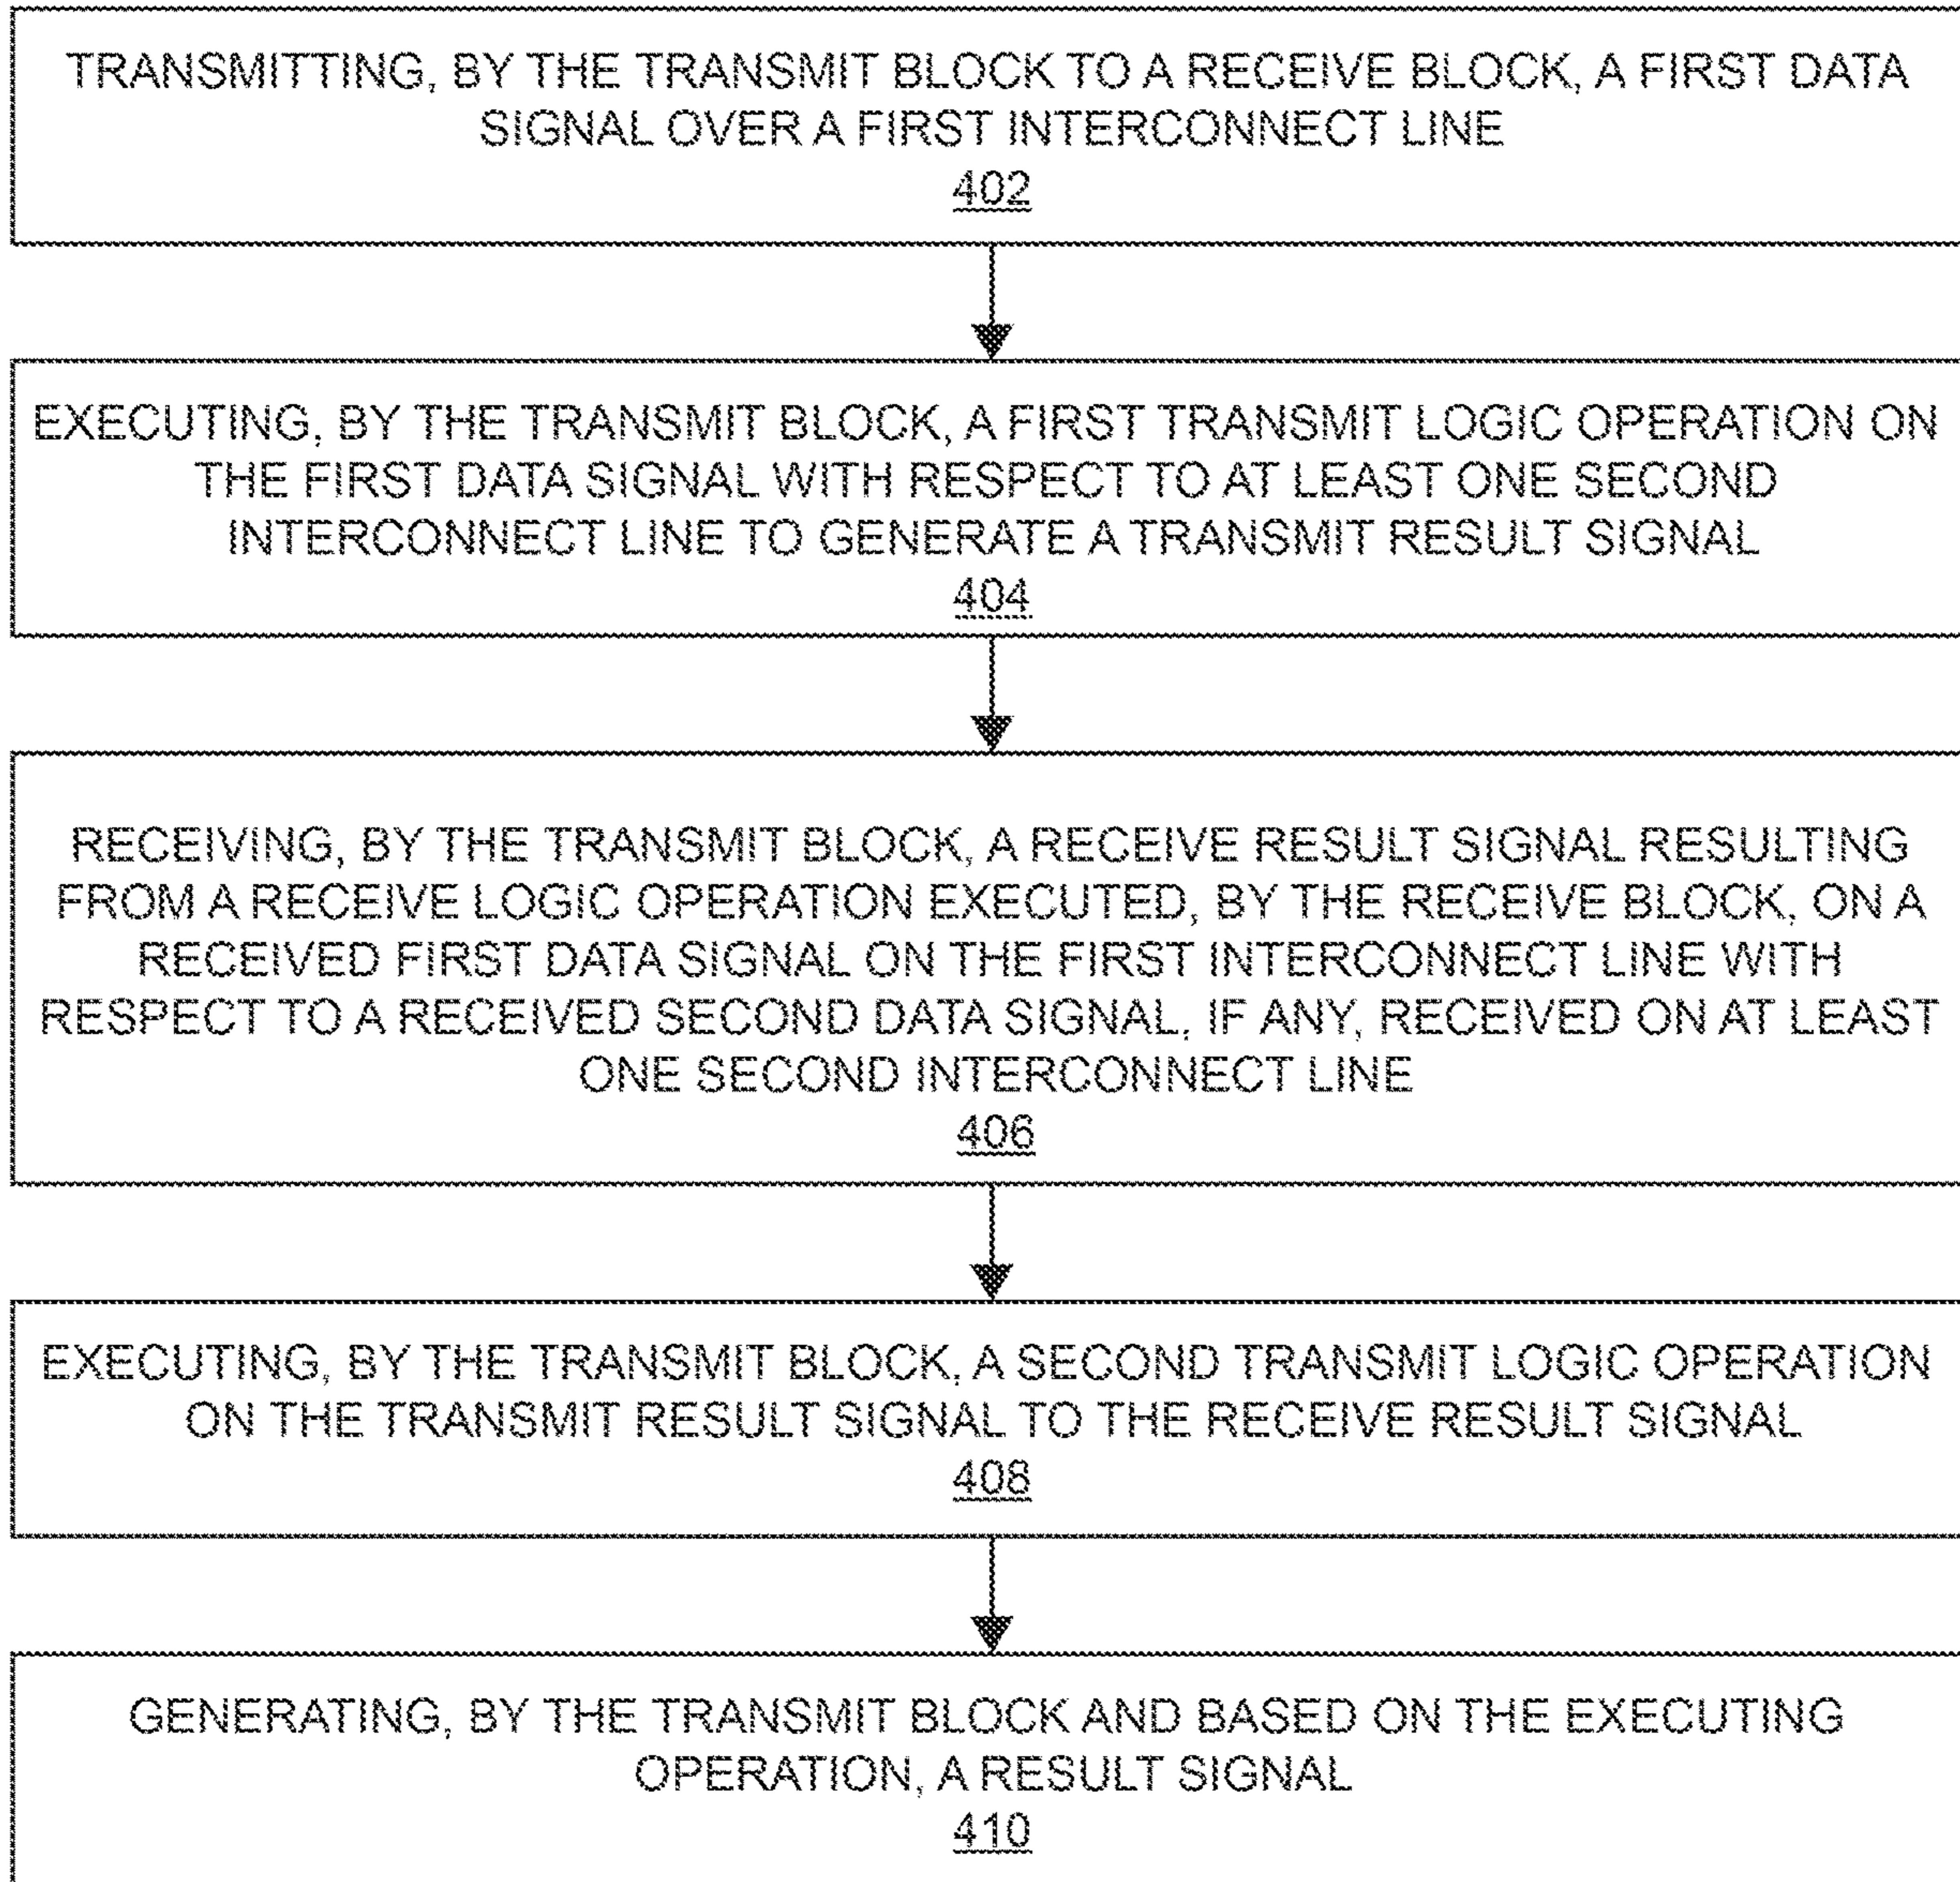 TRANSMITTING, BY THE TRANSMIT BLOCK TO A RECEIVE BLOCK, A FIRST DATA
SIGNAL OVER A FIRST INTERCONNECT LINE
402
EXECUTING, BY THE TRANSMIT BLOCK, A FIRST TRANSMIT LOGIC OPERATION ON
THE FIRST DATA SIGNAL WITH RESPECT TO AT LEAST ONE SECOND
INTERCONNECT LINE TO GENERATE A TRANSMIT RESULT SIGNAL
404
RECEIVING, BY THE TRANSMIT BLOCK, A RECEIVE RESULT SIGNAL RESULTING
FROM A RECEIVE LOGIC OPERATION EXECUTED, BY THE RECEIVE BLOCK, ON A
RECEIVED FIRST DATA SIGNAL ON THE FIRST INTERCONNECT LINE WITH
RESPECT TO A RECEIVED SECOND DATA SIGNAL, IF ANY, RECEIVED ON AT LEAST
ONE SECOND INTERCONNECT LINE
406
EXECUTING, BY THE TRANSMIT BLOCK, A SECOND TRANSMIT LOGIC OPERATION
ON THE TRANSMIT RESULT SIGNAL TO THE RECEIVE RESULT SIGNAL
408
GENERATING, BY THE TRANSMIT BLOCK AND BASED ON THE EXECUTING
OPERATION, A RESULT SIGNAL
410